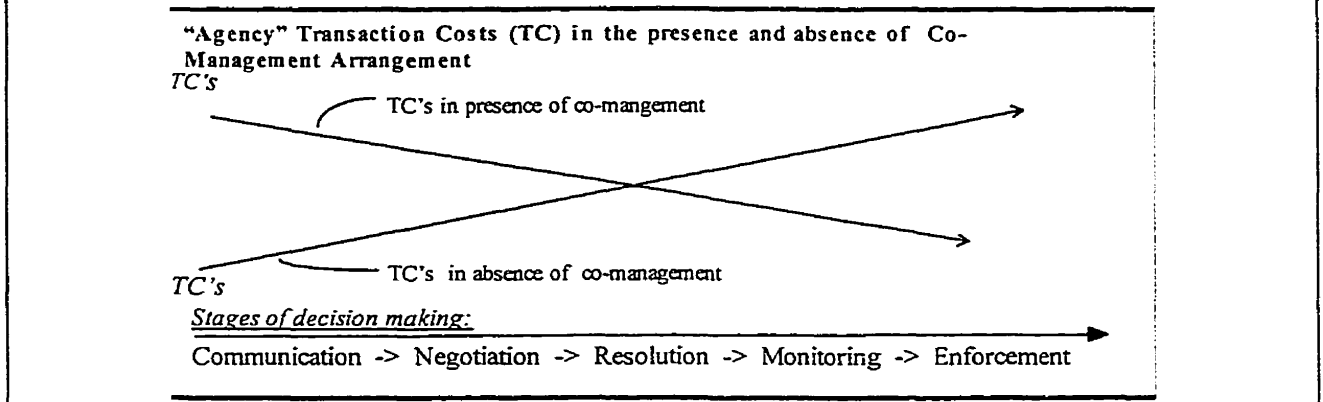 “Agency” Transaction Costs (TC) in the presence and absence of Co-
Management Arrangement
TC's
TC's in presence of co-mangement
TC's in absence of co-management
TC's
Stages of decision making:
Communication -> Negotiation -> Resolution -> Monitoring -> Enforcement